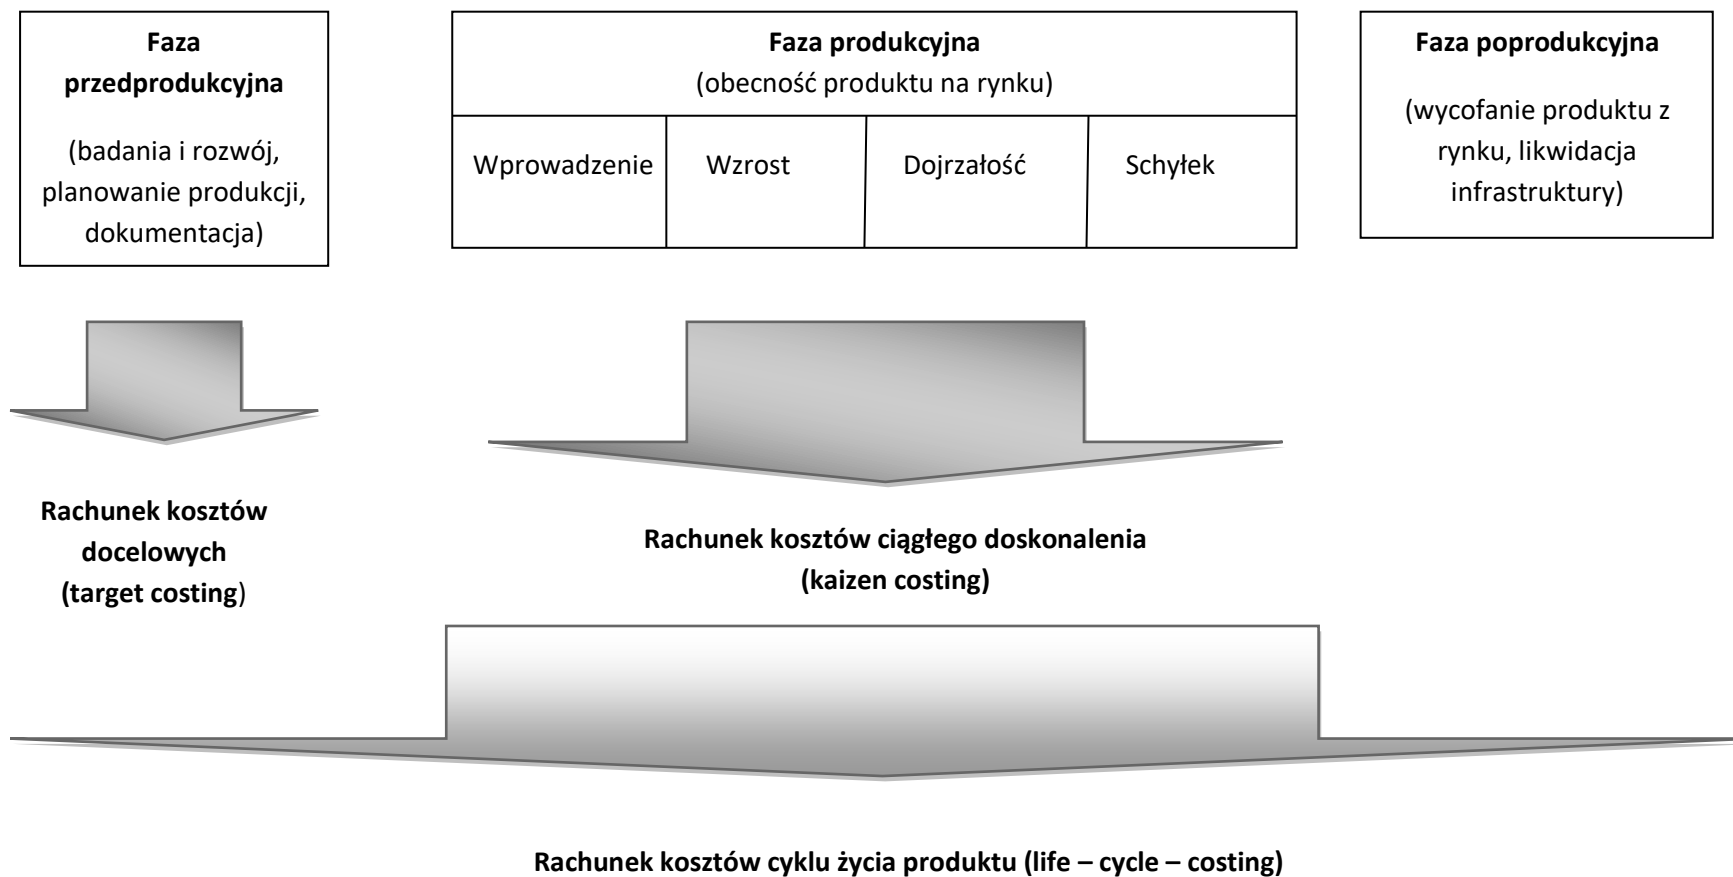 Faza
przedprodukcyjna
(badania i rozwój,
planowanie produkcji,
dokumentacja)
Faza produkcyjna
(obecność produktu na rynku)
Wprowadzenie
Wzrost
Dojrzałość
Schyłek
Faza poprodukcyjna
(wycofanie produktu z
rynku, likwidacja
infrastruktury)
Rachunek kosztów
docelowych
(target costing)
Rachunek kosztów ciągłego doskonalenia
(kaizen costing)
Rachunek kosztów cyklu życia produktu (life – cycle – costing)